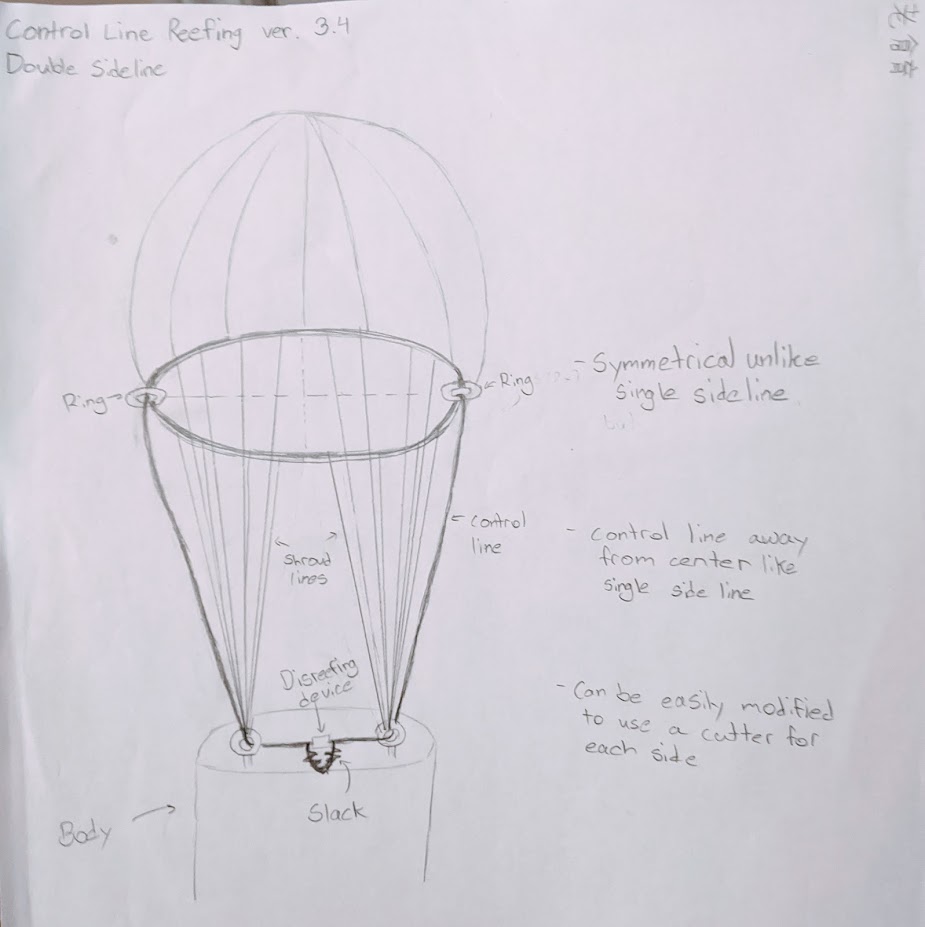 Control Line Reefing ver. 3.4
Double Sideline
Ring
Ring
- Symmetrical unlike
single sideline
control
line
shroud
lines
- control line away
from center like
single side line
Disreefing
device
- Can be easily modified
to use a cutter for
each side
Slack
Body